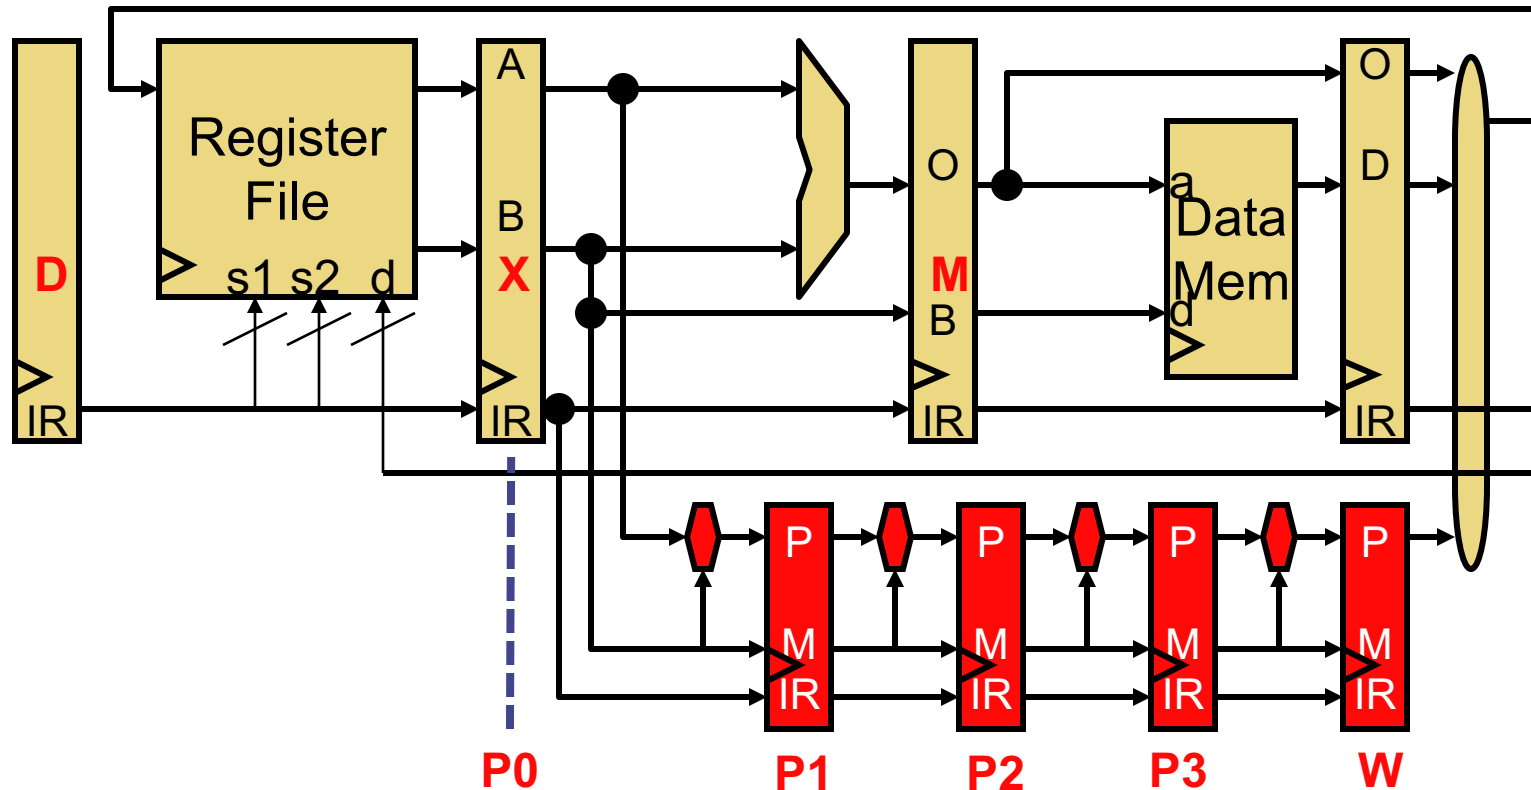 D
IR
Register
File
s1 s2 d
A
B
X
IR
O
M
B
IR
a
Data
Mem
d
O
D
IR
P
M
IR
P
M
IR
P
M
IR
P
M
IR
P0
P1
P2
P3
W